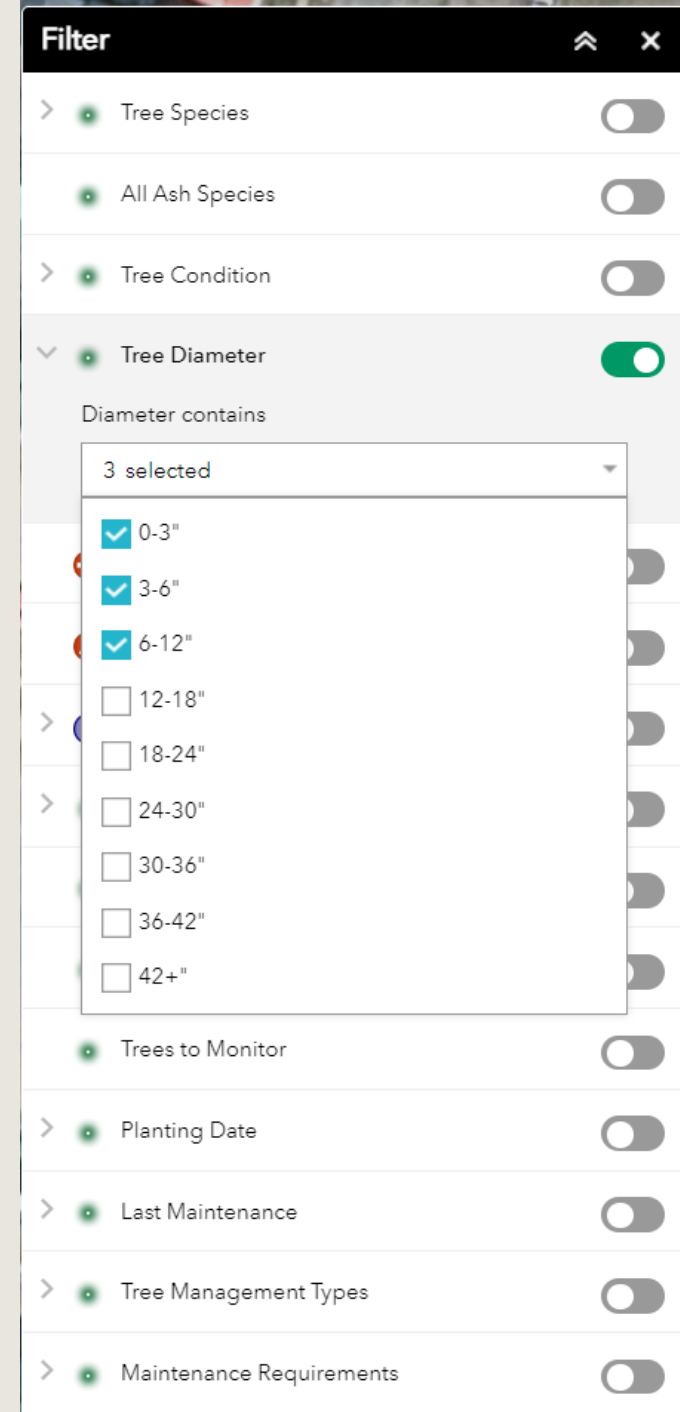 Filter
Tree Species
All Ash Species
Tree Condition
Tree Diameter
Diameter contains
3 selected
0-3"
3-6"
6-12"
12-18"
18-24"
24-30"
30-36"
36-42"
42+"
Trees to Monitor
Planting Date
Last Maintenance
Tree Management Types
Maintenance Requirements